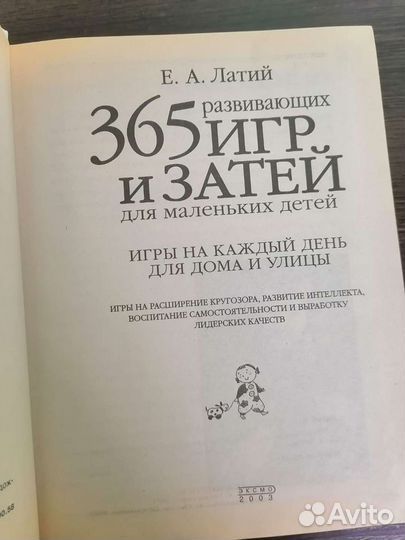 Е. А. Латий
365 развивающих
ИГР
И ЗАТЕЙ
для маленьких детей
ИГРЫ НА КАЖДЫЙ ДЕНЬ
ДЛЯ ДОМА И УЛИЦЫ
ИГРЫ НА РАСШИРЕНИЕ КРУГОЗОРА, РАЗВИТИЕ ИНТЕЛЛЕКТА,
ВОСПИТАНИЕ САМОСТОЯТЕЛЬНОСТИ И ВЫРАБОТКУ
ЛИДЕРСКИХ КАЧЕСТВ
ЭКСМО
2003
Avito